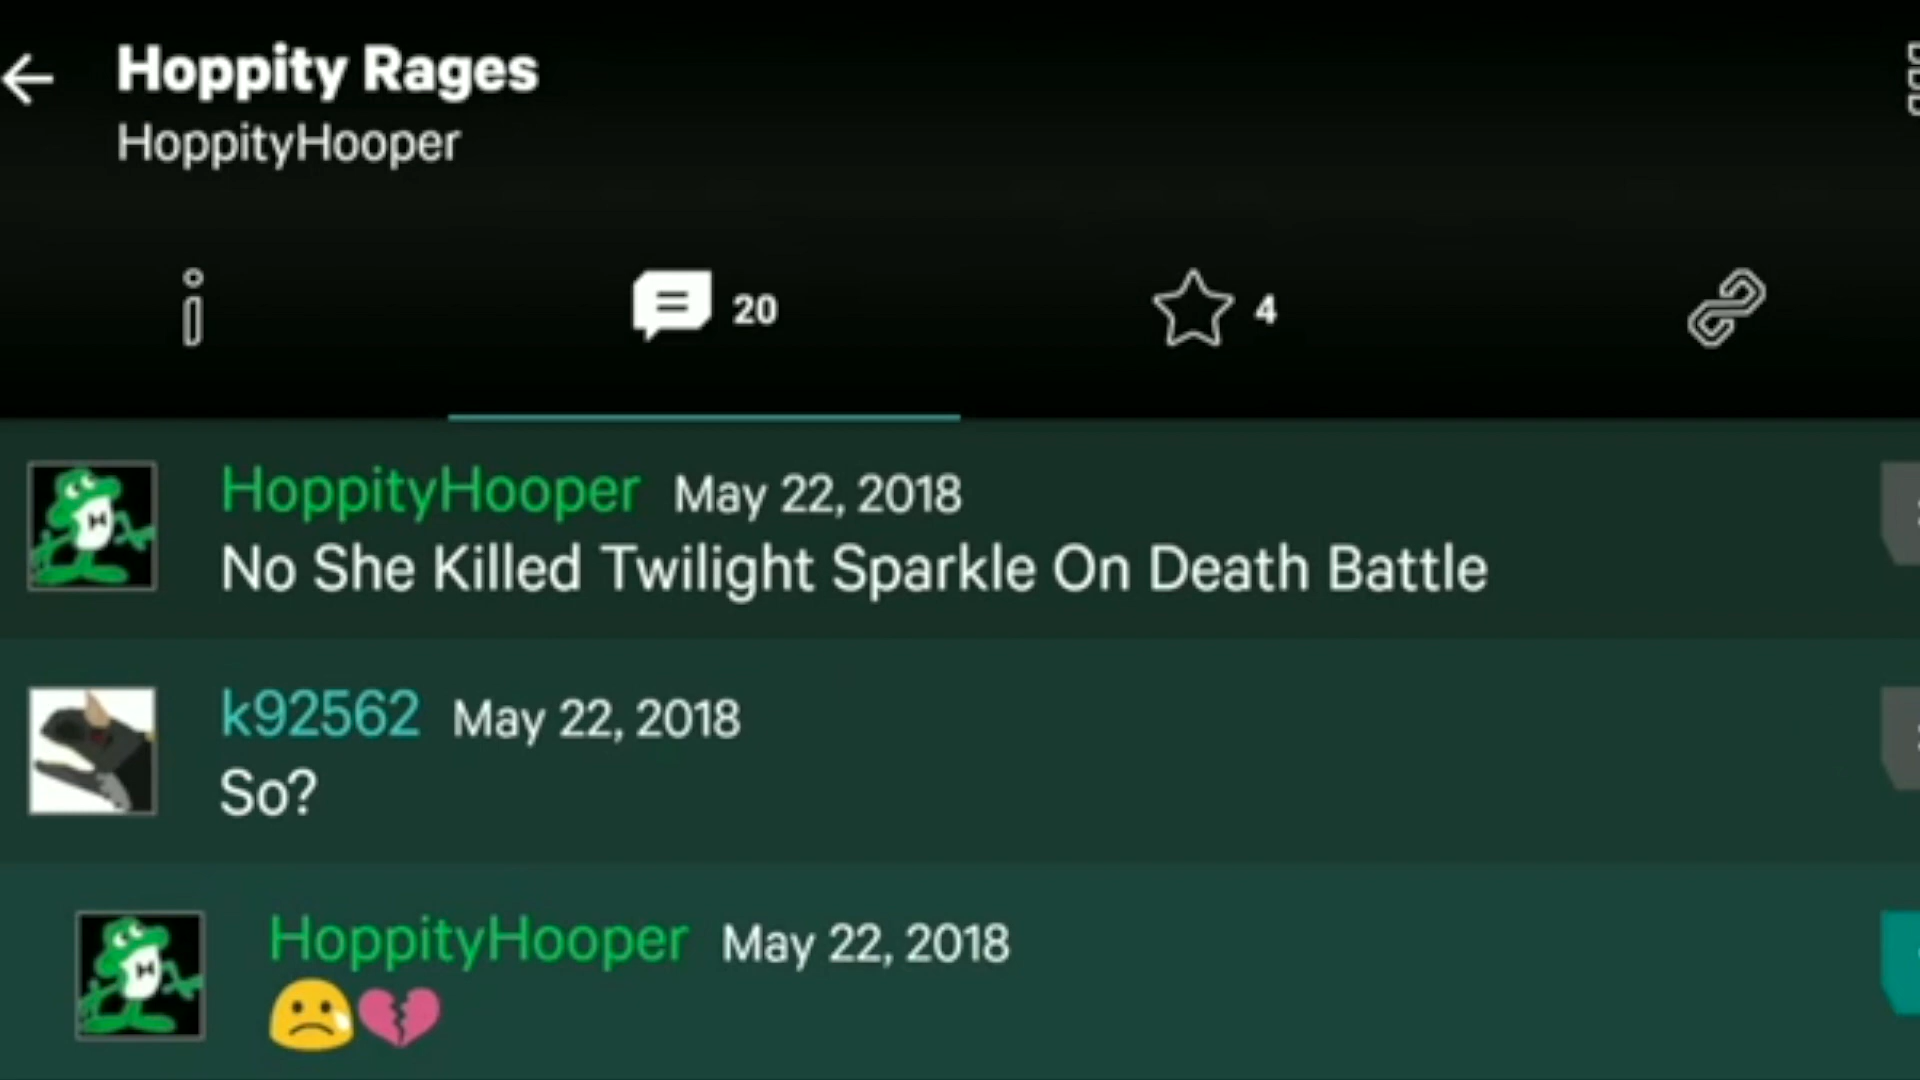 Hoppity Rages
HoppityHooper
20
4
HoppityHooper May 22, 2018
No She Killed Twilight Sparkle On Death Battle
k92562 May 22, 2018
So?
HoppityHooper May 22, 2018
😢💔